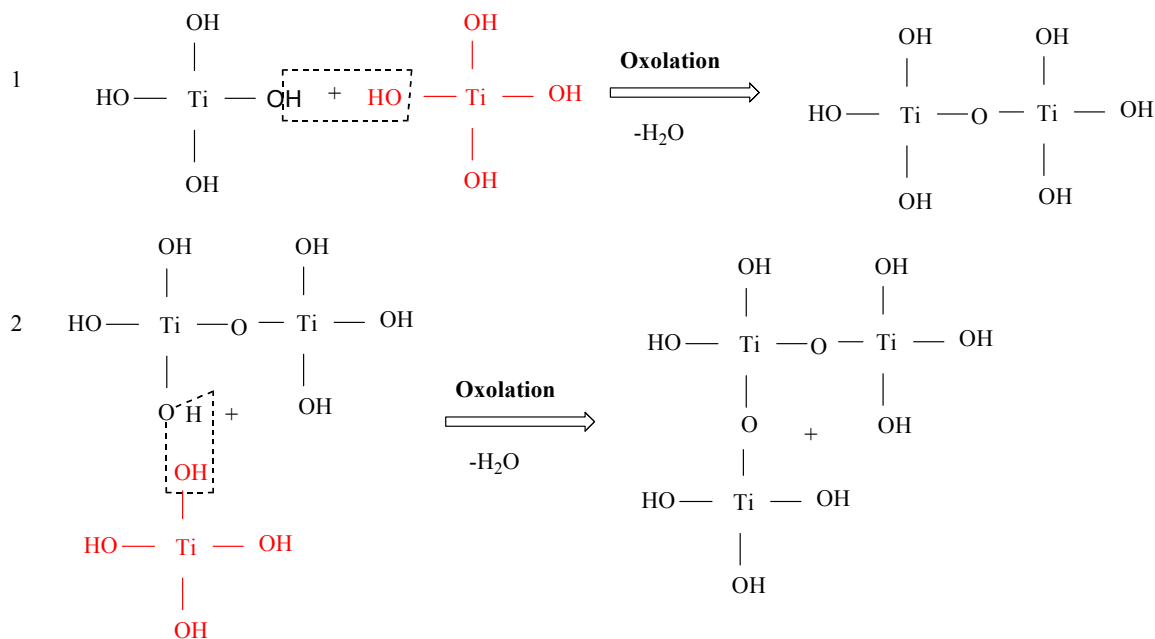 OH OH OH OH
1 HO Ti OH + HO Ti OH Oxolation HO Ti O Ti OH
-H₂O
OH OH OH OH
OH OH OH OH
2 HO Ti O Ti OH HO Ti O Ti OH
OH + OH Oxolation O + OH
-H₂O
OH
HO Ti OH
HO Ti OH
OH
OH